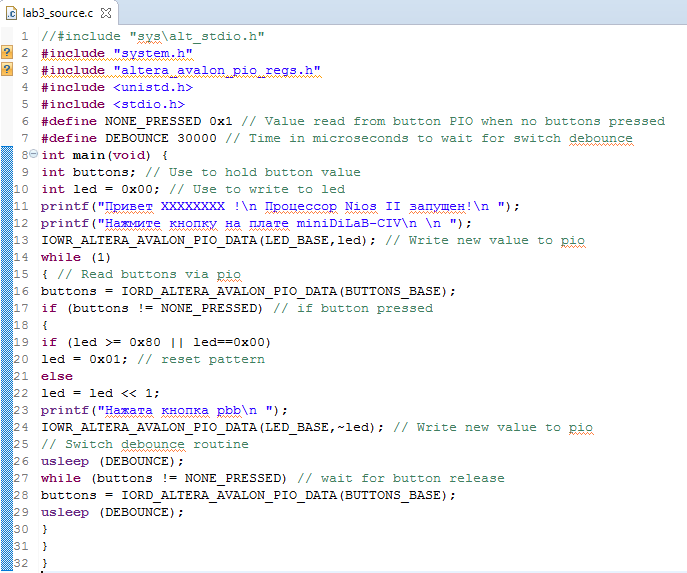 lab3_source.c
1 //#include "sys\alt_stdio.h"
2 #include "system.h"
3 #include "altera_avalon_pio_regs.h"
4 #include <unistd.h>
5 #include <stdio.h>
6 #define NONE_PRESSED 0x1 // Value read from button PIO when no buttons pressed
7 #define DEBOUNCE 30000 // Time in microseconds to wait for switch debounce
8 int main(void) {
9 int buttons; // Use to hold button value
10 int led = 0x00; // Use to write to led
11 printf("Привет XXXXXXXX !\n Процессор Nios II запущен!\n ");
12 printf("Нажмите кнопку на плате miniDiLaB-CIV\n \n ");
13 IOWR_ALTERA_AVALON_PIO_DATA(LED_BASE,led); // Write new value to pio
14 while (1)
15 { // Read buttons via pio
16 buttons = IORD_ALTERA_AVALON_PIO_DATA(BUTTONS_BASE);
17 if (buttons != NONE_PRESSED) // if button pressed
18 {
19 if (led >= 0x80 || led==0x00)
20 led = 0x01; // reset pattern
21 else
22 led = led << 1;
23 printf("Нажата кнопка pbb\n ");
24 IOWR_ALTERA_AVALON_PIO_DATA(LED_BASE,~led); // Write new value to pio
25 // Switch debounce routine
26 usleep (DEBOUNCE);
27 while (buttons != NONE_PRESSED) // wait for button release
28 buttons = IORD_ALTERA_AVALON_PIO_DATA(BUTTONS_BASE);
29 usleep (DEBOUNCE);
30 }
31 }
32 }